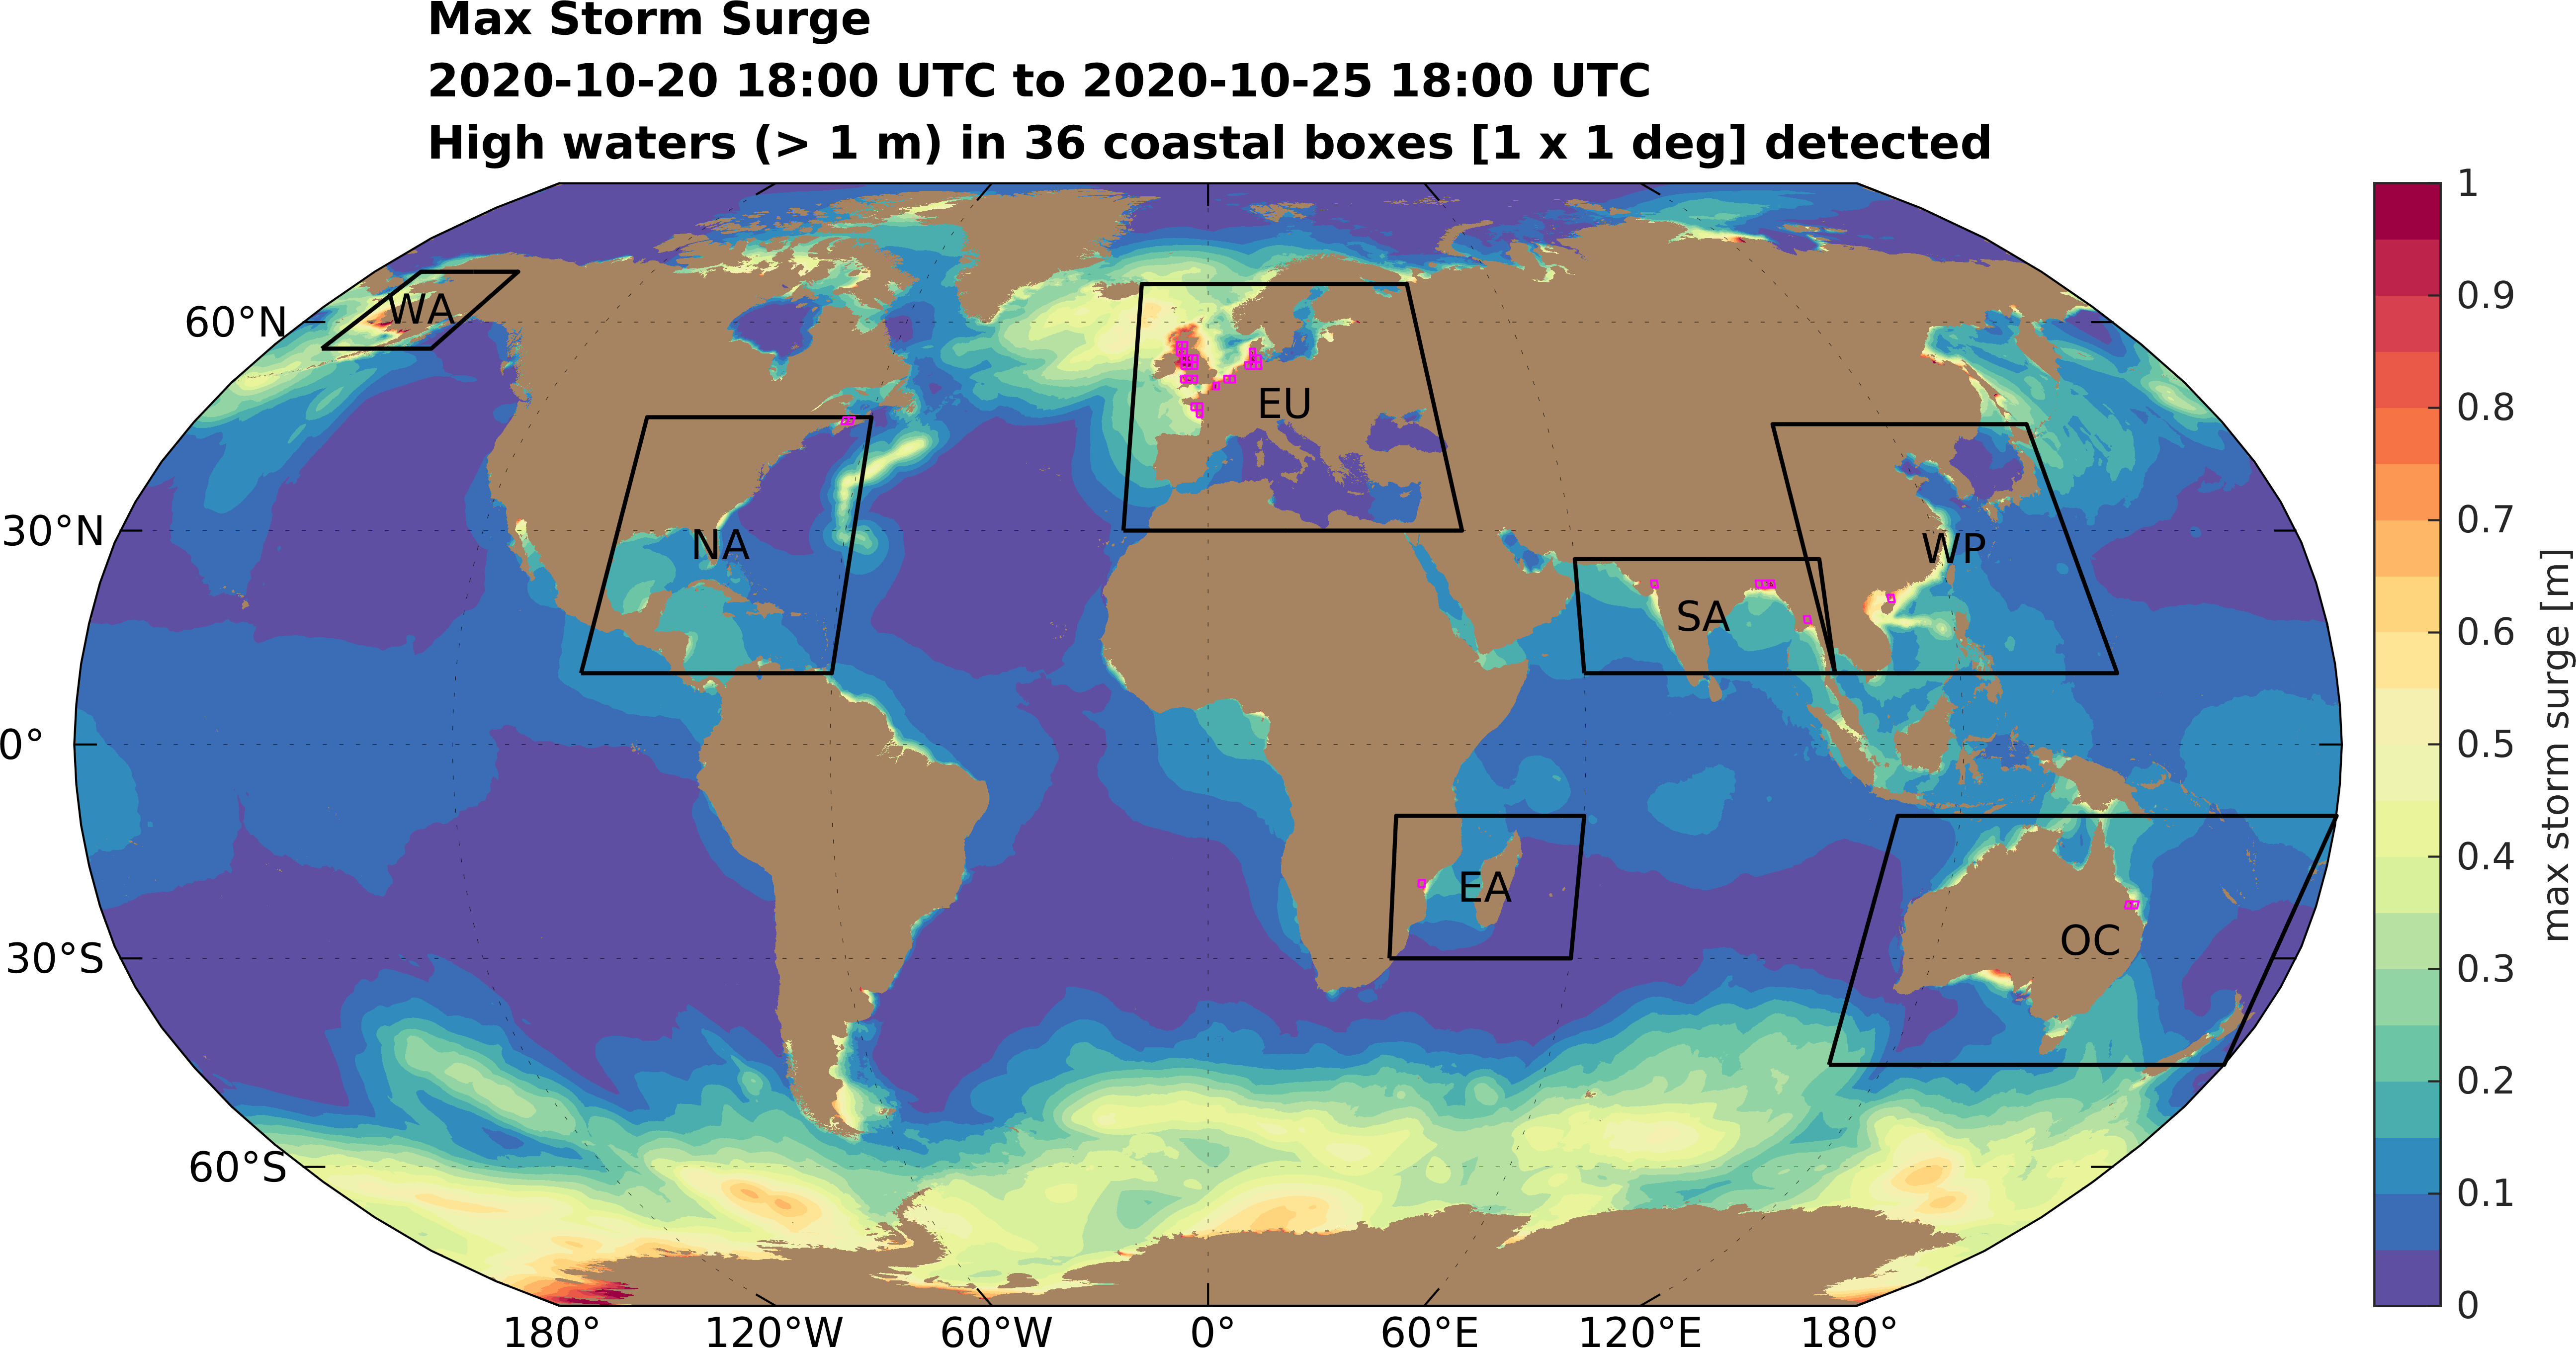 Max Storm Surge
2020-10-20 18:00 UTC to 2020-10-25 18:00 UTC
High waters (> 1 m) in 36 coastal boxes [1 x 1 deg] detected
60°N
30°N
0°
30°S
60°S
WA
NA
EU
SA
WP
EA
OC
180°
120°W
60°W
0°
60°E
120°E
180°
1
0.9
0.8
0.7
0.6
0.5
0.4
0.3
0.2
0.1
0
max storm surge [m]